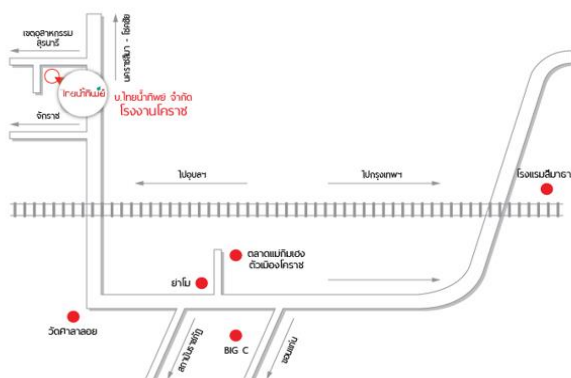 เขตอุตสาหกรรม
สุรนารี
นครราชสีมา - โชคชัย
ไทยน้ำทิพย์
บ.ไทยน้ำทิพย์ จำกัด
โรงงานโคราช
จักราช
ไปอุบลฯ
ไปกรุงเทพฯ
โรงแรมสีมาธานี
ตลาดแม่กิมเฮง
ตัวเมืองโคราช
ย่าโม
วัดศาลาลอย
สถาบันราชภัฏ
BIG C
ขอนแก่น